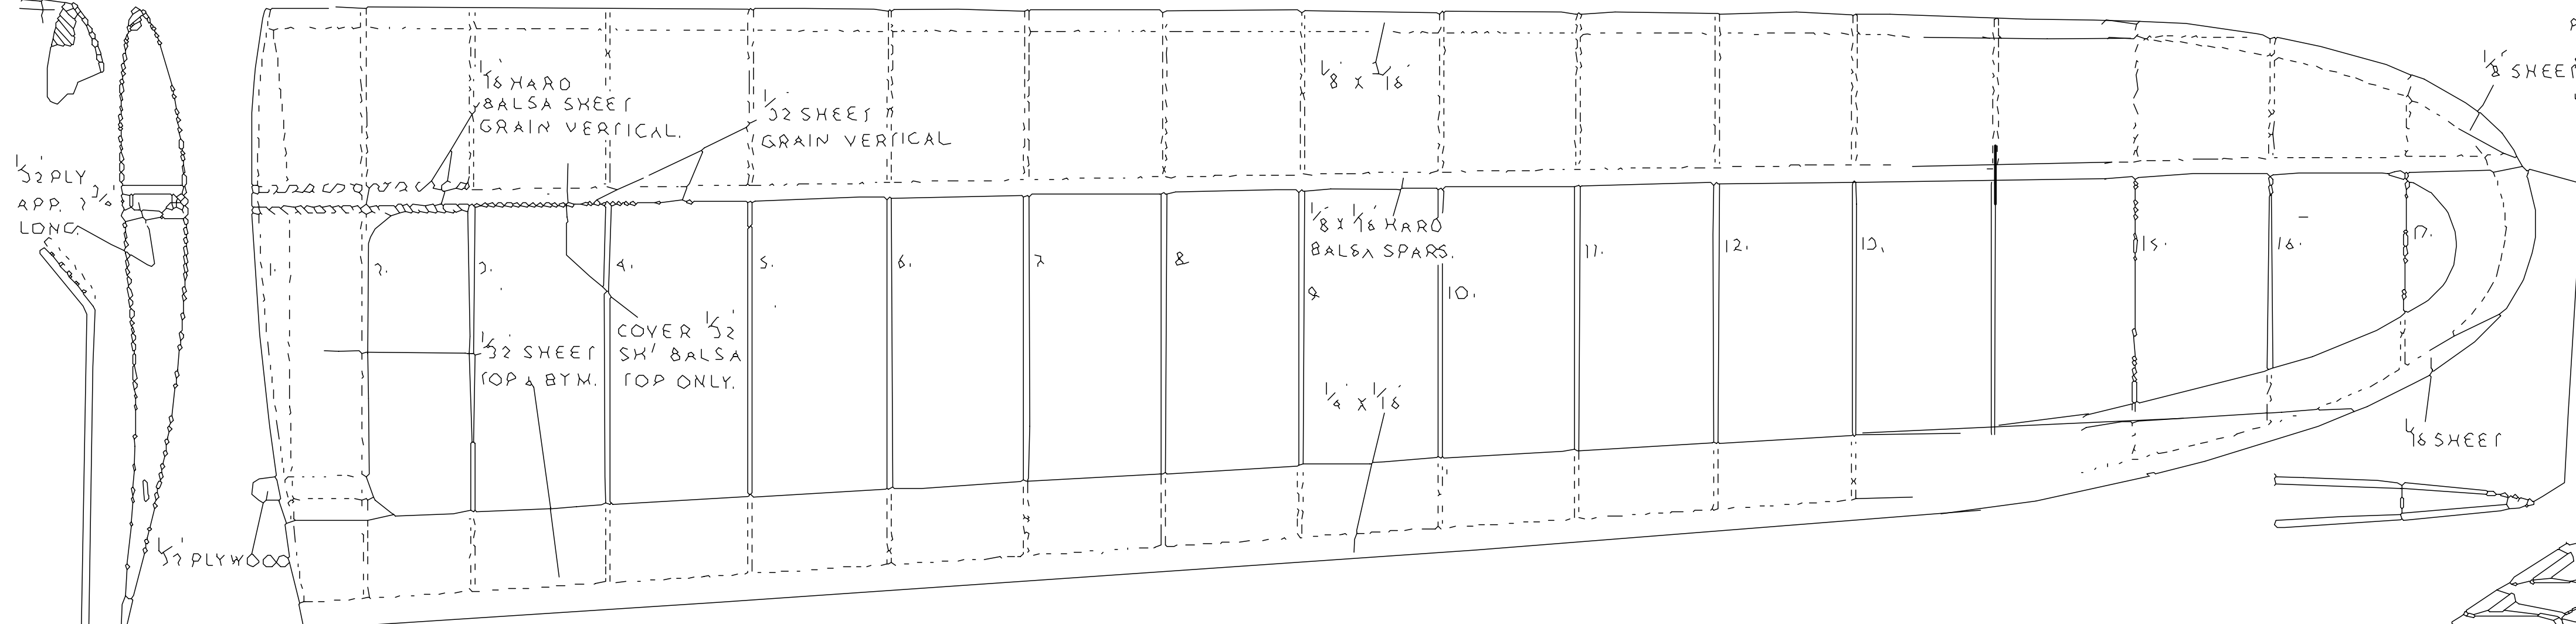 1/16" HARD
BALSA SHEET
GRAIN VERTICAL.
1/32" SHEET
GRAIN VERTICAL
1/8" x 1/16"
1/8" SHEET
1/32" PLY
APP.
LONG.
1/8" x 1/16" HARD
BALSA SPARS.
1.
2.
3.
4.
5.
6.
7
8
9
10.
11.
12.
13.
15.
16.
17.
1/32" SHEET
TOP & BTM.
COVER 1/32"
SH' BALSA
TOP ONLY.
1/4" x 1/16"
1/16 SHEET
1/32" PLYWOOD